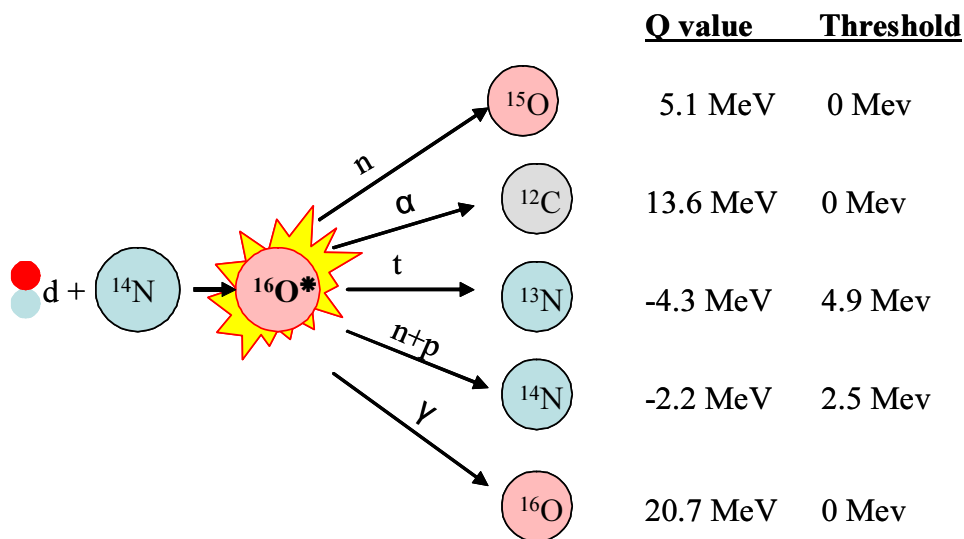 Q value Threshold
n ¹⁵O 5.1 MeV 0 Mev
α ¹²C 13.6 MeV 0 Mev
d + ¹⁴N ¹⁶O* t ¹³N -4.3 MeV 4.9 Mev
n+p ¹⁴N -2.2 MeV 2.5 Mev
γ ¹⁶O 20.7 MeV 0 Mev